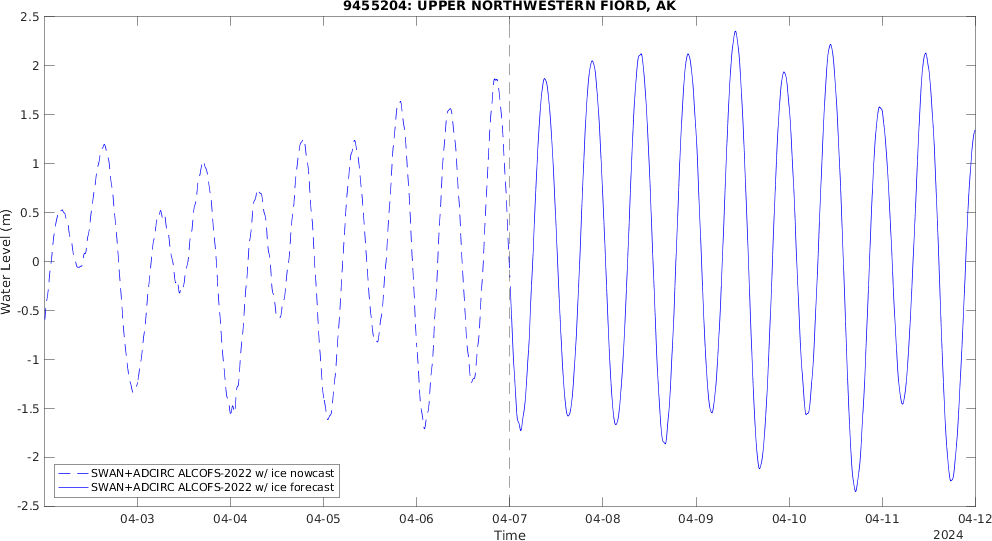 9455204: UPPER NORTHWESTERN FIORD, AK
2.5
2
1.5
1
0.5
0
-0.5
-1
-1.5
-2
-2.5
Water Level (m)
SWAN+ADCIRC ALCOFS-2022 w/ ice nowcast
SWAN+ADCIRC ALCOFS-2022 w/ ice forecast
04-03 04-04 04-05 04-06 04-07 04-08 04-09 04-10 04-11 04-12
Time
2024